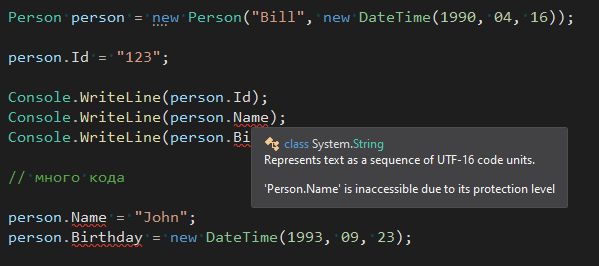 Person person = new Person("Bill", new DateTime(1990, 04, 16));
person.Id = "123";
Console.WriteLine(person.Id);
Console.WriteLine(person.Name);
Console.WriteLine(person.Bi
class System.String
Represents text as a sequence of UTF-16 code units.
'Person.Name' is inaccessible due to its protection level
// много кода
person.Name = "John";
person.Birthday = new DateTime(1993, 09, 23);